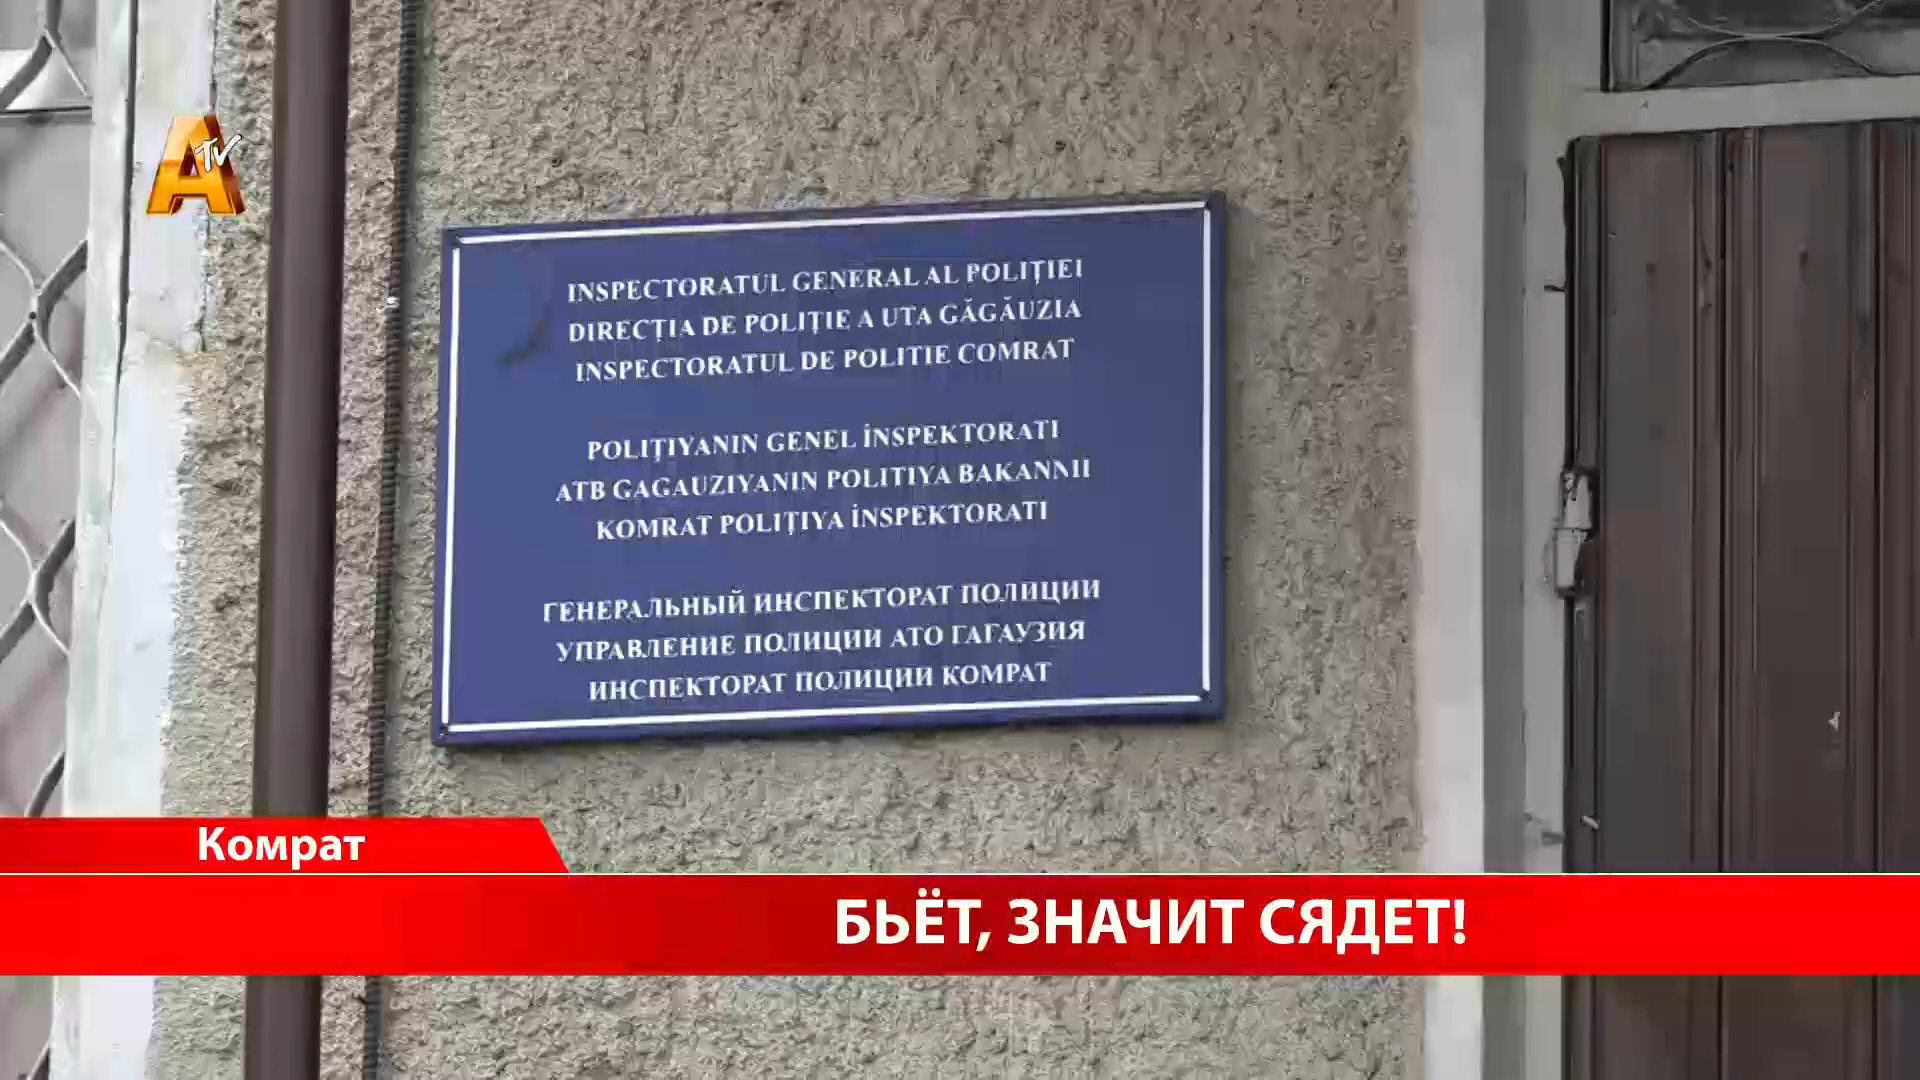 ATV
INSPECTORATUL GENERAL AL POLIȚIEI
DIRECȚIA DE POLIȚIE A UTA GĂGĂUZIA
INSPECTORATUL DE POLITIE COMRAT
POLIȚIYANIN GENEL İNSPEKTORATI
ATB GAGAUZIYANIN POLITIYA BAKANNII
KOMRAT POLIȚIYA İNSPEKTORATI
ГЕНЕРАЛЬНЫЙ ИНСПЕКТОРАТ ПОЛИЦИИ
УПРАВЛЕНИЕ ПОЛИЦИИ АТО ГАГАУЗИЯ
ИНСПЕКТОРАТ ПОЛИЦИИ КОМРАТ
Комрат
БЬЁТ, ЗНАЧИТ СЯДЕТ!